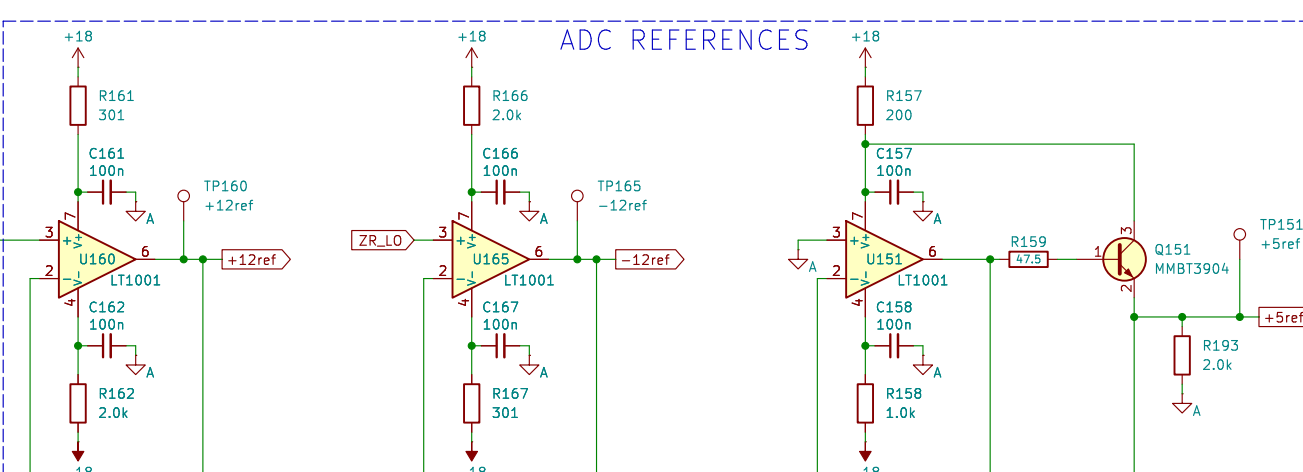 ADC REFERENCES
+18
R161
301
C161
100n
A
TP160
+12ref
7
3
+
V+
U160
6
+12ref
2
-
V-
LT1001
4
C162
100n
A
R162
2.0k
+18
R166
2.0k
C166
100n
A
TP165
-12ref
7
ZR_LO
3
+
V+
U165
6
-12ref
2
-
V-
LT1001
4
C167
100n
A
R167
301
+18
R157
200
C157
100n
A
7
3
+
V+
A
U151
6
2
-
V-
LT1001
4
R159
47.5
1
3
2
Q151
MMBT3904
TP151
+5ref
+5ref
C158
100n
A
R158
1.0k
R193
2.0k
A